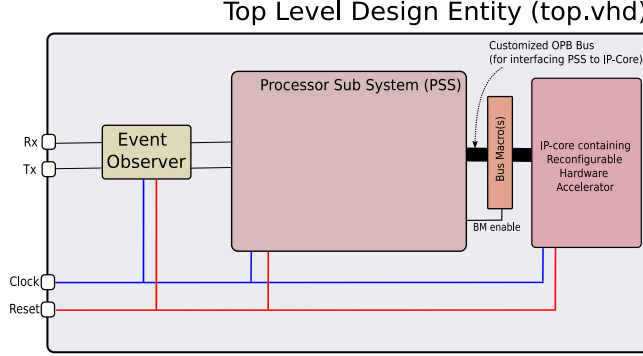 Top Level Design Entity (top.vhd)
Customized OPB Bus
(for interfacing PSS to IP-Core)
Processor Sub System (PSS)
Rx
Tx
Event
Observer
Bus Macro(s)
IP-core containing
Reconfigurable
Hardware
Accelerator
BM enable
Clock
Reset